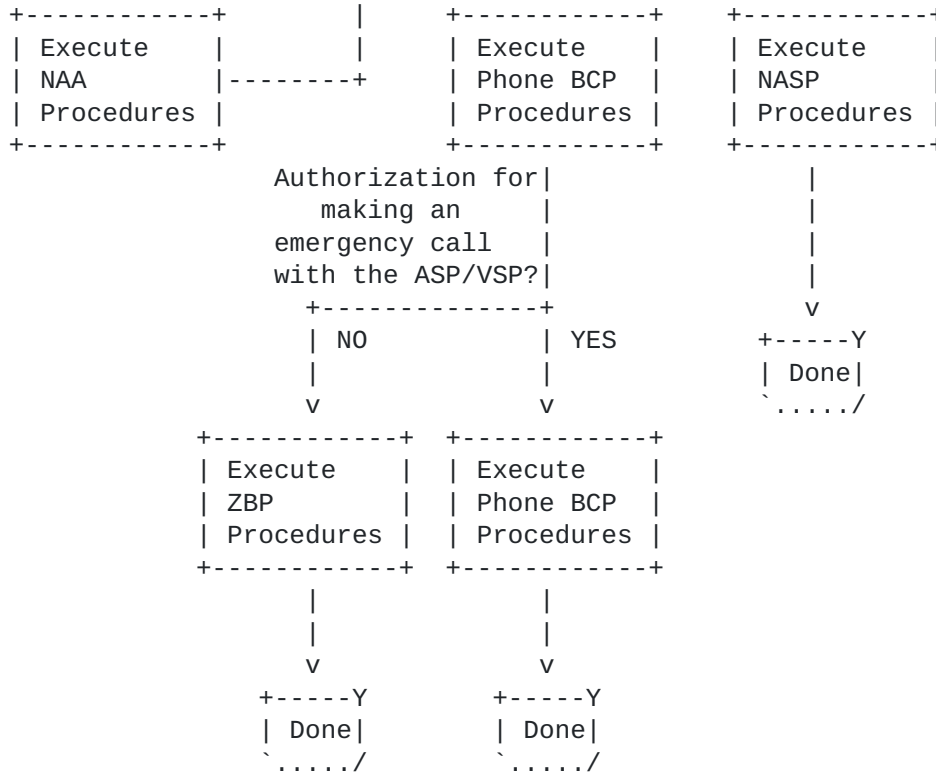 +------------+        |     +------------+    +------------+
| Execute    |        |     | Execute    |    | Execute    |
| NAA        |--------+     | Phone BCP  |    | NASP       |
| Procedures |              | Procedures |    | Procedures |
+------------+              +------------+    +------------+
                 Authorization for|                |
                    making an     |                |
                 emergency call   |                |
                 with the ASP/VSP?|                |
                   +--------------+                v
                   | NO           | YES         +-----Y
                   |              |             | Done|
                   v              v             `...../
            +------------+  +------------+
            | Execute    |  | Execute    |
            | ZBP        |  | Phone BCP  |
            | Procedures |  | Procedures |
            +------------+  +------------+
                   |              |
                   |              |
                   v              v
                +-----Y        +-----Y
                | Done|        | Done|
                `...../        `...../